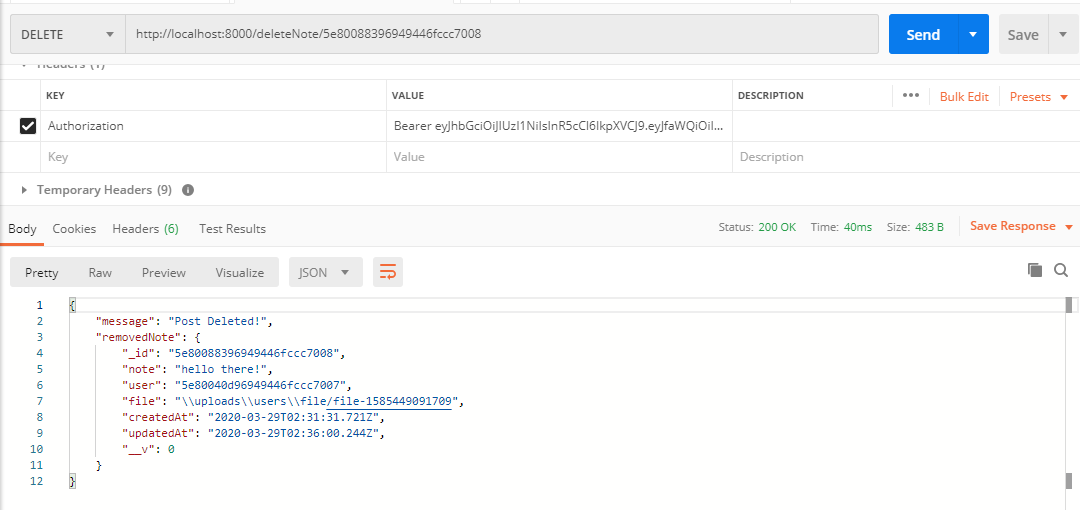 DELETE http://localhost:8000/deleteNote/5e80088396949446fccc7008 Send Save
Headers (1)
KEY VALUE DESCRIPTION ••• Bulk Edit Presets
Authorization Bearer eyJhbGciOiJIUzI1NiIsInR5cCI6IkpXVCJ9.eyJfaWQiOiI...
Key Value Description
Temporary Headers (9) i
Body Cookies Headers (6) Test Results Status: 200 OK Time: 40ms Size: 483 B Save Response
Pretty Raw Preview Visualize JSON
1 {
2 "message": "Post Deleted!",
3 "removedNote": {
4 "_id": "5e80088396949446fccc7008",
5 "note": "hello there!",
6 "user": "5e80040d96949446fccc7007",
7 "file": "\\uploads\\users\\file/file-1585449091709",
8 "createdAt": "2020-03-29T02:31:31.721Z",
9 "updatedAt": "2020-03-29T02:36:00.244Z",
10 "__v": 0
11 }
12 }